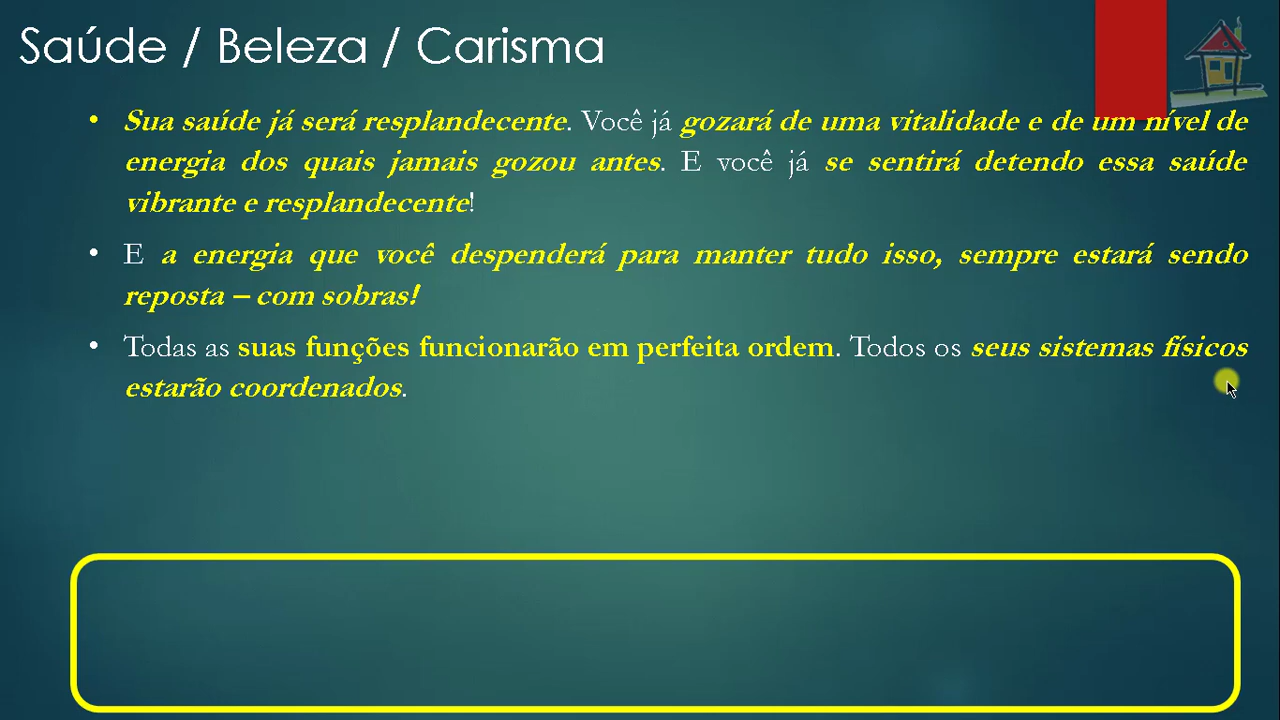 Saúde / Beleza / Carisma
• Sua saúde já será resplandecente. Você já gozará de uma vitalidade e de um nível de
energia dos quais jamais gozou antes. E você já se sentirá detendo essa saúde
vibrante e resplandecente!
• E a energia que você despenderá para manter tudo isso, sempre estará sendo
reposta – com sobras!
• Todas as suas funções funcionarão em perfeita ordem. Todos os seus sistemas físicos
estarão coordenados.